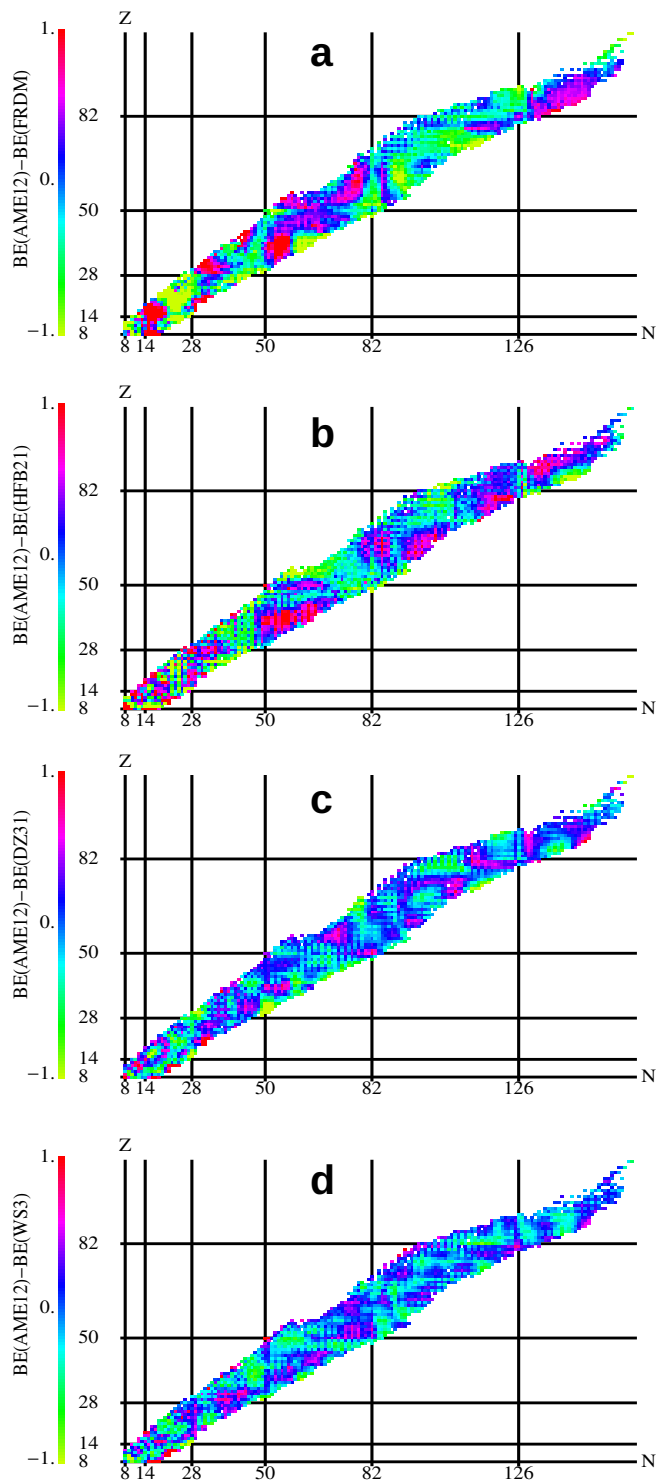 Z
1.
a
82
BE(AME12)−BE(FRDM)
0.
50
28
14
−1.
8
N
8 14 28 50 82 126
Z
1.
b
82
BE(AME12)−BE(HFB21)
0.
50
28
14
−1.
8
N
8 14 28 50 82 126
Z
1.
c
82
BE(AME12)−BE(DZ31)
0.
50
28
14
−1.
8
N
8 14 28 50 82 126
Z
1.
d
82
BE(AME12)−BE(WS3)
0.
50
28
14
−1.
8
N
8 14 28 50 82 126